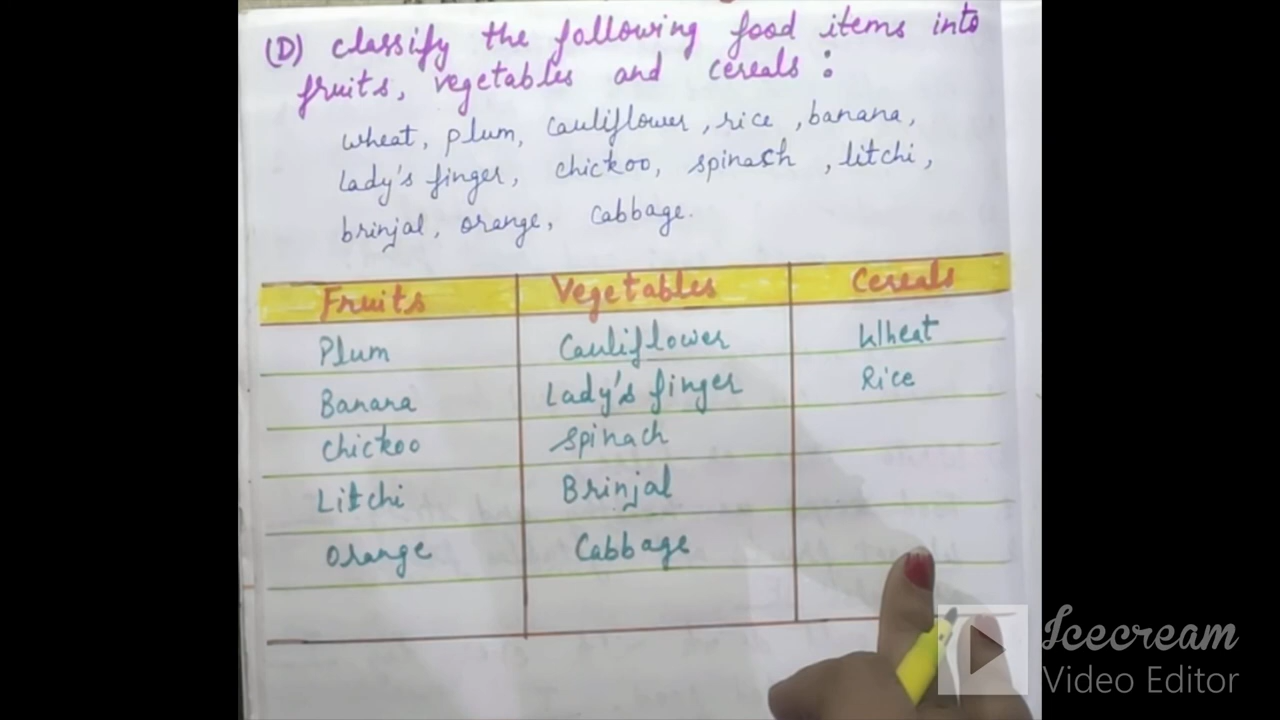 (D) Classify the following food items into
fruits, vegetables and cereals :
wheat, plum, cauliflower, rice, banana,
lady's finger, chickoo, spinach, litchi,
brinjal, orange, cabbage.
Fruits Vegetables Cereals
Plum Cauliflower Wheat
Banana Lady's finger Rice
Chickoo Spinach
Litchi Brinjal
Orange Cabbage
Icecream
Video Editor